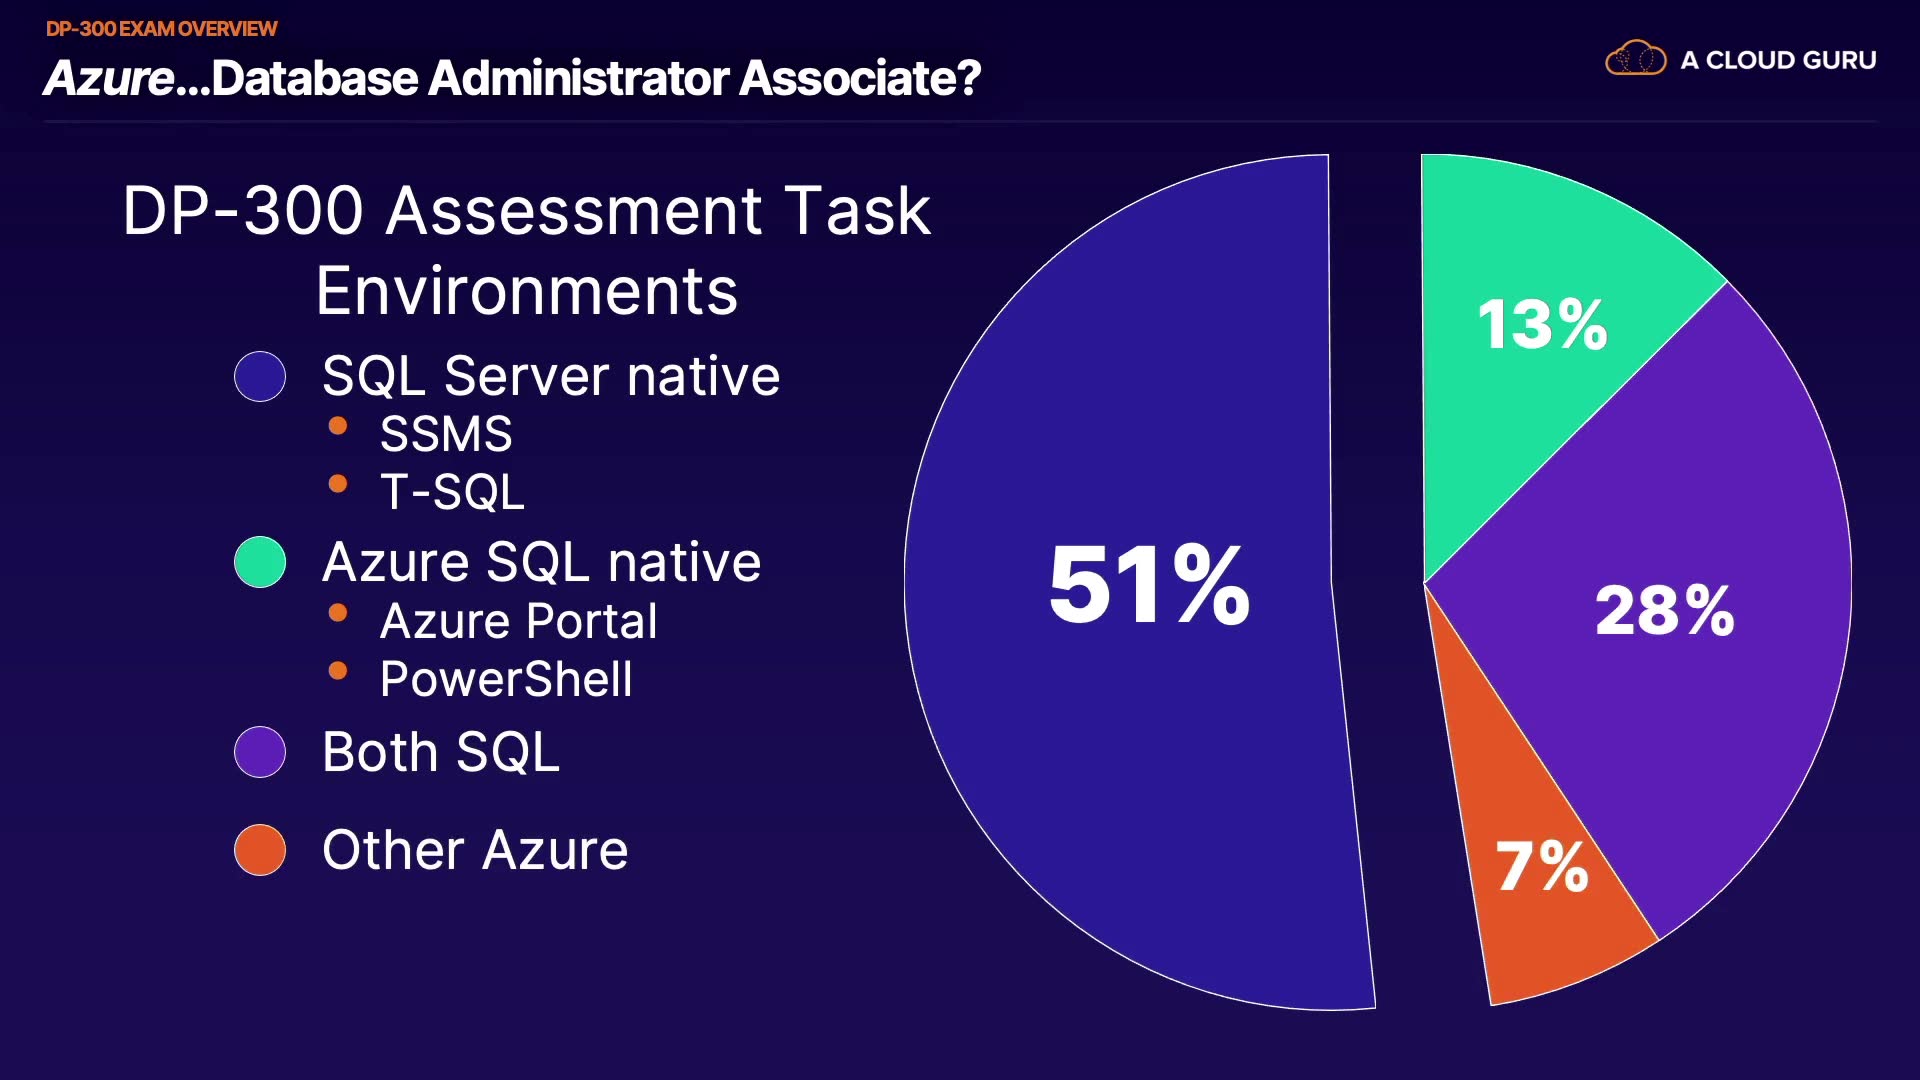 DP-300 EXAM OVERVIEW
Azure...Database Administrator Associate?
A CLOUD GURU
DP-300 Assessment Task
Environments
SQL Server native
SSMS
T-SQL
Azure SQL native
Azure Portal
PowerShell
Both SQL
Other Azure
51%
13%
28%
7%